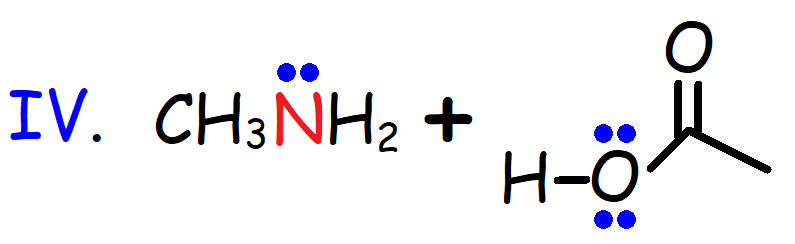 O
IV. CH₃NH₂ +
H–O